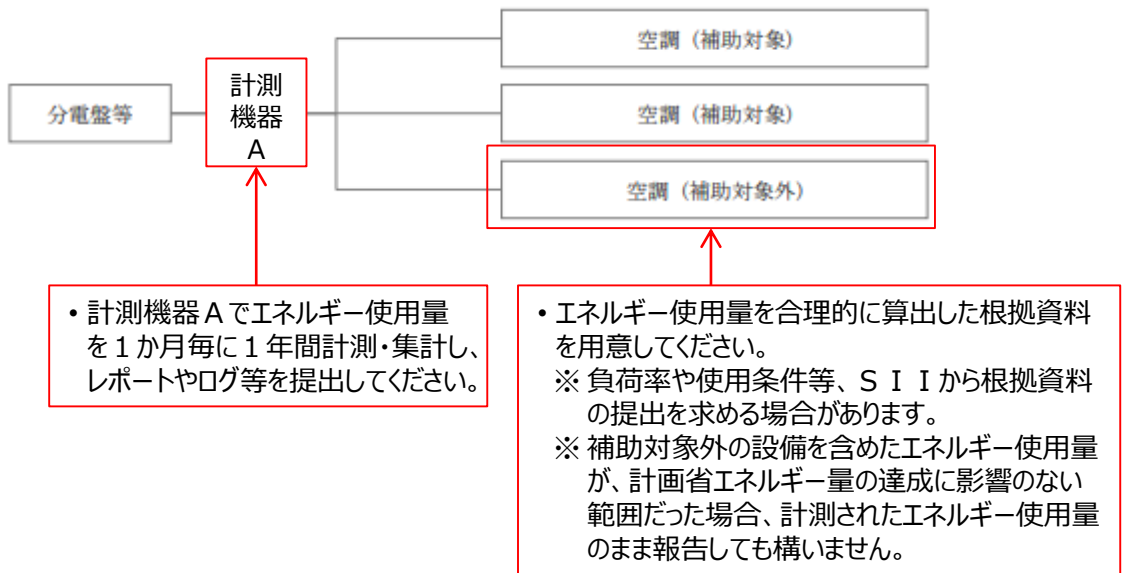 空調（補助対象）
計測
機器
A
分電盤等
空調（補助対象）
空調（補助対象外）
• 計測機器Aでエネルギー使用量
を１か月毎に１年間計測・集計し、
レポートやログ等を提出してください。
• エネルギー使用量を合理的に算出した根拠資料
を用意してください。
※ 負荷率や使用条件等、ＳＩＩから根拠資料
の提出を求める場合があります。
※ 補助対象外の設備を含めたエネルギー使用量
が、計画省エネルギー量の達成に影響のない
範囲だった場合、計測されたエネルギー使用量
のまま報告しても構いません。